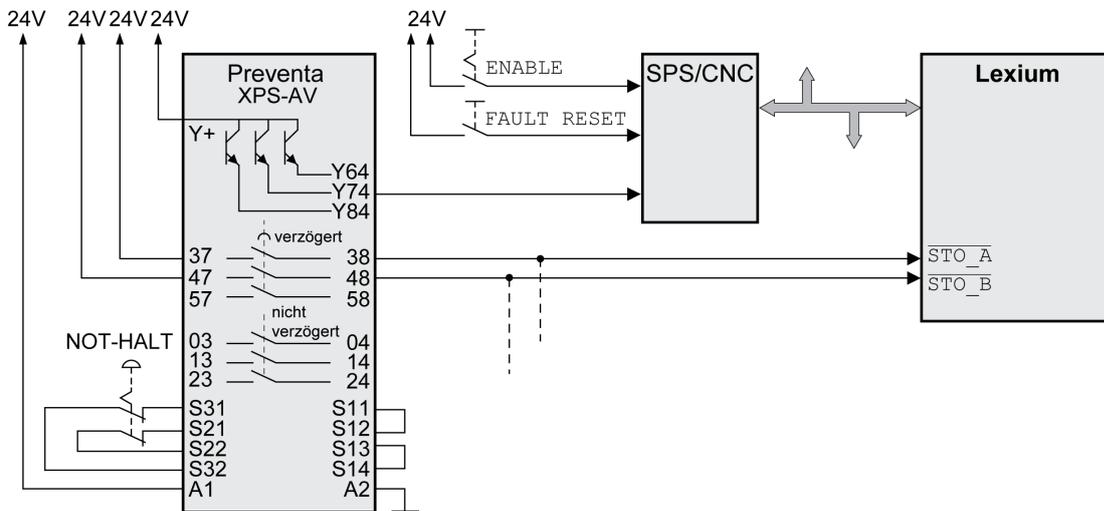 24V 24V 24V 24V 24V
Preventa
XPS-AV
ENABLE
FAULT RESET
SPS/CNC
Lexium
Y+
Y64
Y74
Y84
verzögert
37 38
47 48
57 58
STO_A
STO_B
nicht
verzögert
NOT-HALT
03 04
13 14
23 24
S31 S11
S21 S12
S22 S13
S32 S14
A1 A2